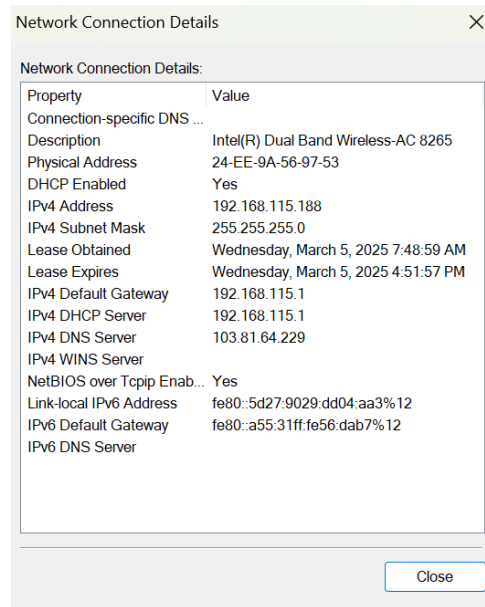 Network Connection Details
Network Connection Details:
Property Value
Connection-specific DNS ...
Description Intel(R) Dual Band Wireless-AC 8265
Physical Address 24-EE-9A-56-97-53
DHCP Enabled Yes
IPv4 Address 192.168.115.188
IPv4 Subnet Mask 255.255.255.0
Lease Obtained Wednesday, March 5, 2025 7:48:59 AM
Lease Expires Wednesday, March 5, 2025 4:51:57 PM
IPv4 Default Gateway 192.168.115.1
IPv4 DHCP Server 192.168.115.1
IPv4 DNS Server 103.81.64.229
IPv4 WINS Server
NetBIOS over Tcpip Enab... Yes
Link-local IPv6 Address fe80::5d27:9029:dd04:aa3%12
IPv6 Default Gateway fe80::a55:31ff:fe56:dab7%12
IPv6 DNS Server
Close